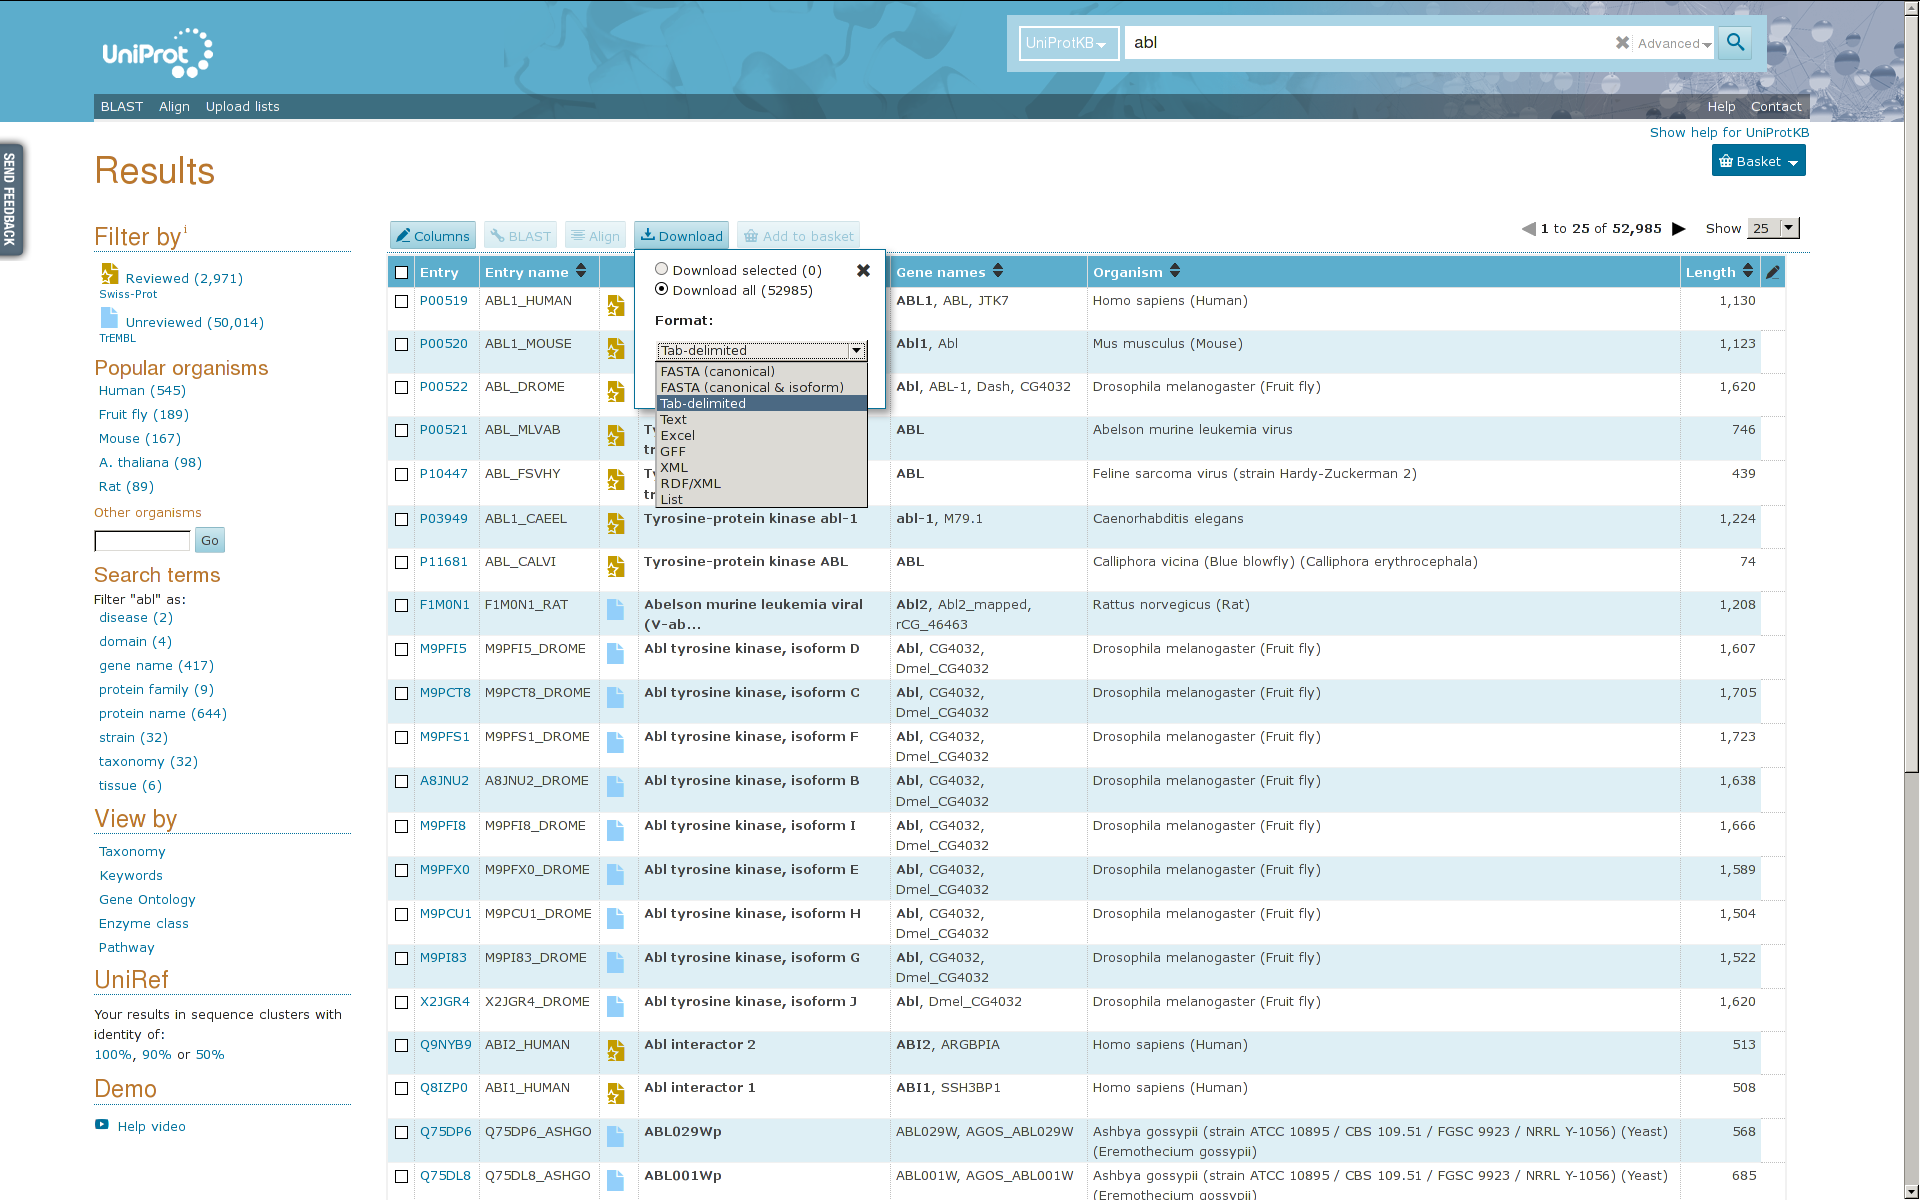 UniProt
UniProtKB
abl
Advanced
BLAST Align Upload lists
Help Contact
Show help for UniProtKB
Basket
SEND FEEDBACK
Results
Filter by i
Reviewed (2,971)
Swiss-Prot
Unreviewed (50,014)
TrEMBL
Popular organisms
Human (545)
Fruit fly (189)
Mouse (167)
A. thaliana (98)
Rat (89)
Other organisms
Go
Search terms
Filter "abl" as:
disease (2)
domain (4)
gene name (417)
protein family (9)
protein name (644)
strain (32)
taxonomy (32)
tissue (6)
View by
Taxonomy
Keywords
Gene Ontology
Enzyme class
Pathway
UniRef
Your results in sequence clusters with
identity of:
100%, 90% or 50%
Demo
Help video
Columns BLAST Align Download Add to basket
1 to 25 of 52,985 Show 25
Download selected (0)
Download all (52985)
Format:
Tab-delimited
FASTA (canonical)
FASTA (canonical & isoform)
Tab-delimited
Text
Excel
GFF
XML
RDF/XML
List
Entry Entry name Gene names Organism Length
P00519 ABL1_HUMAN ABL1, ABL, JTK7 Homo sapiens (Human) 1,130
P00520 ABL1_MOUSE Abl1, Abl Mus musculus (Mouse) 1,123
P00522 ABL_DROME Abl, ABL-1, Dash, CG4032 Drosophila melanogaster (Fruit fly) 1,620
P00521 ABL_MLVAB Ty ABL Abelson murine leukemia virus 746
tr
P10447 ABL_FSVHY Ty ABL Feline sarcoma virus (strain Hardy-Zuckerman 2) 439
tr
P03949 ABL1_CAEEL Tyrosine-protein kinase abl-1 abl-1, M79.1 Caenorhabditis elegans 1,224
P11681 ABL_CALVI Tyrosine-protein kinase ABL ABL Calliphora vicina (Blue blowfly) (Calliphora erythrocephala) 74
F1M0N1 F1M0N1_RAT Abelson murine leukemia viral Abl2, Abl2_mapped, Rattus norvegicus (Rat) 1,208
(V-ab... rCG_46463
M9PFI5 M9PFI5_DROME Abl tyrosine kinase, isoform D Abl, CG4032, Drosophila melanogaster (Fruit fly) 1,607
Dmel_CG4032
M9PCT8 M9PCT8_DROME Abl tyrosine kinase, isoform C Abl, CG4032, Drosophila melanogaster (Fruit fly) 1,705
Dmel_CG4032
M9PFS1 M9PFS1_DROME Abl tyrosine kinase, isoform F Abl, CG4032, Drosophila melanogaster (Fruit fly) 1,723
Dmel_CG4032
A8JNU2 A8JNU2_DROME Abl tyrosine kinase, isoform B Abl, CG4032, Drosophila melanogaster (Fruit fly) 1,638
Dmel_CG4032
M9PFI8 M9PFI8_DROME Abl tyrosine kinase, isoform I Abl, CG4032, Drosophila melanogaster (Fruit fly) 1,666
Dmel_CG4032
M9PFX0 M9PFX0_DROME Abl tyrosine kinase, isoform E Abl, CG4032, Drosophila melanogaster (Fruit fly) 1,589
Dmel_CG4032
M9PCU1 M9PCU1_DROME Abl tyrosine kinase, isoform H Abl, CG4032, Drosophila melanogaster (Fruit fly) 1,504
Dmel_CG4032
M9PI83 M9PI83_DROME Abl tyrosine kinase, isoform G Abl, CG4032, Drosophila melanogaster (Fruit fly) 1,522
Dmel_CG4032
X2JGR4 X2JGR4_DROME Abl tyrosine kinase, isoform J Abl, Dmel_CG4032 Drosophila melanogaster (Fruit fly) 1,620
Q9NYB9 ABI2_HUMAN Abl interactor 2 ABI2, ARGBPIA Homo sapiens (Human) 513
Q8IZP0 ABI1_HUMAN Abl interactor 1 ABI1, SSH3BP1 Homo sapiens (Human) 508
Q75DP6 Q75DP6_ASHGO ABL029Wp ABL029W, AGOS_ABL029W Ashbya gossypii (strain ATCC 10895 / CBS 109.51 / FGSC 9923 / NRRL Y-1056) (Yeast) 568
(Eremothecium gossypii)
Q75DL8 Q75DL8_ASHGO ABL001Wp ABL001W, AGOS_ABL001W Ashbya gossypii (strain ATCC 10895 / CBS 109.51 / FGSC 9923 / NRRL Y-1056) (Yeast) 685
(Eremothecium gossypii)